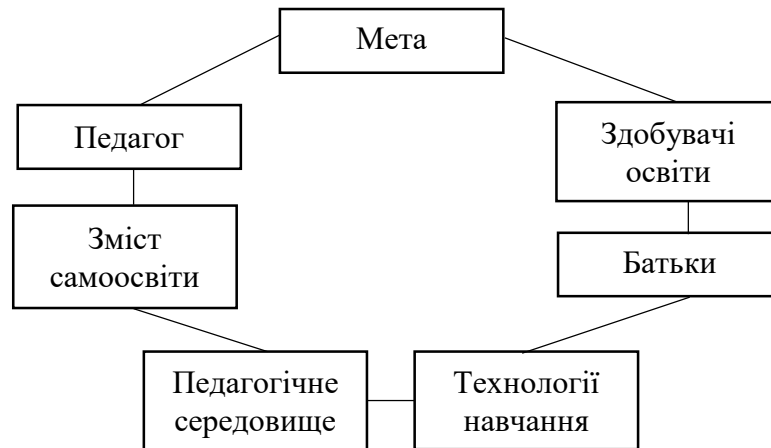 Мета
Педагог
Здобувачі
освіти
Зміст
самоосвіти
Батьки
Педагогічне
середовище
Технології
навчання